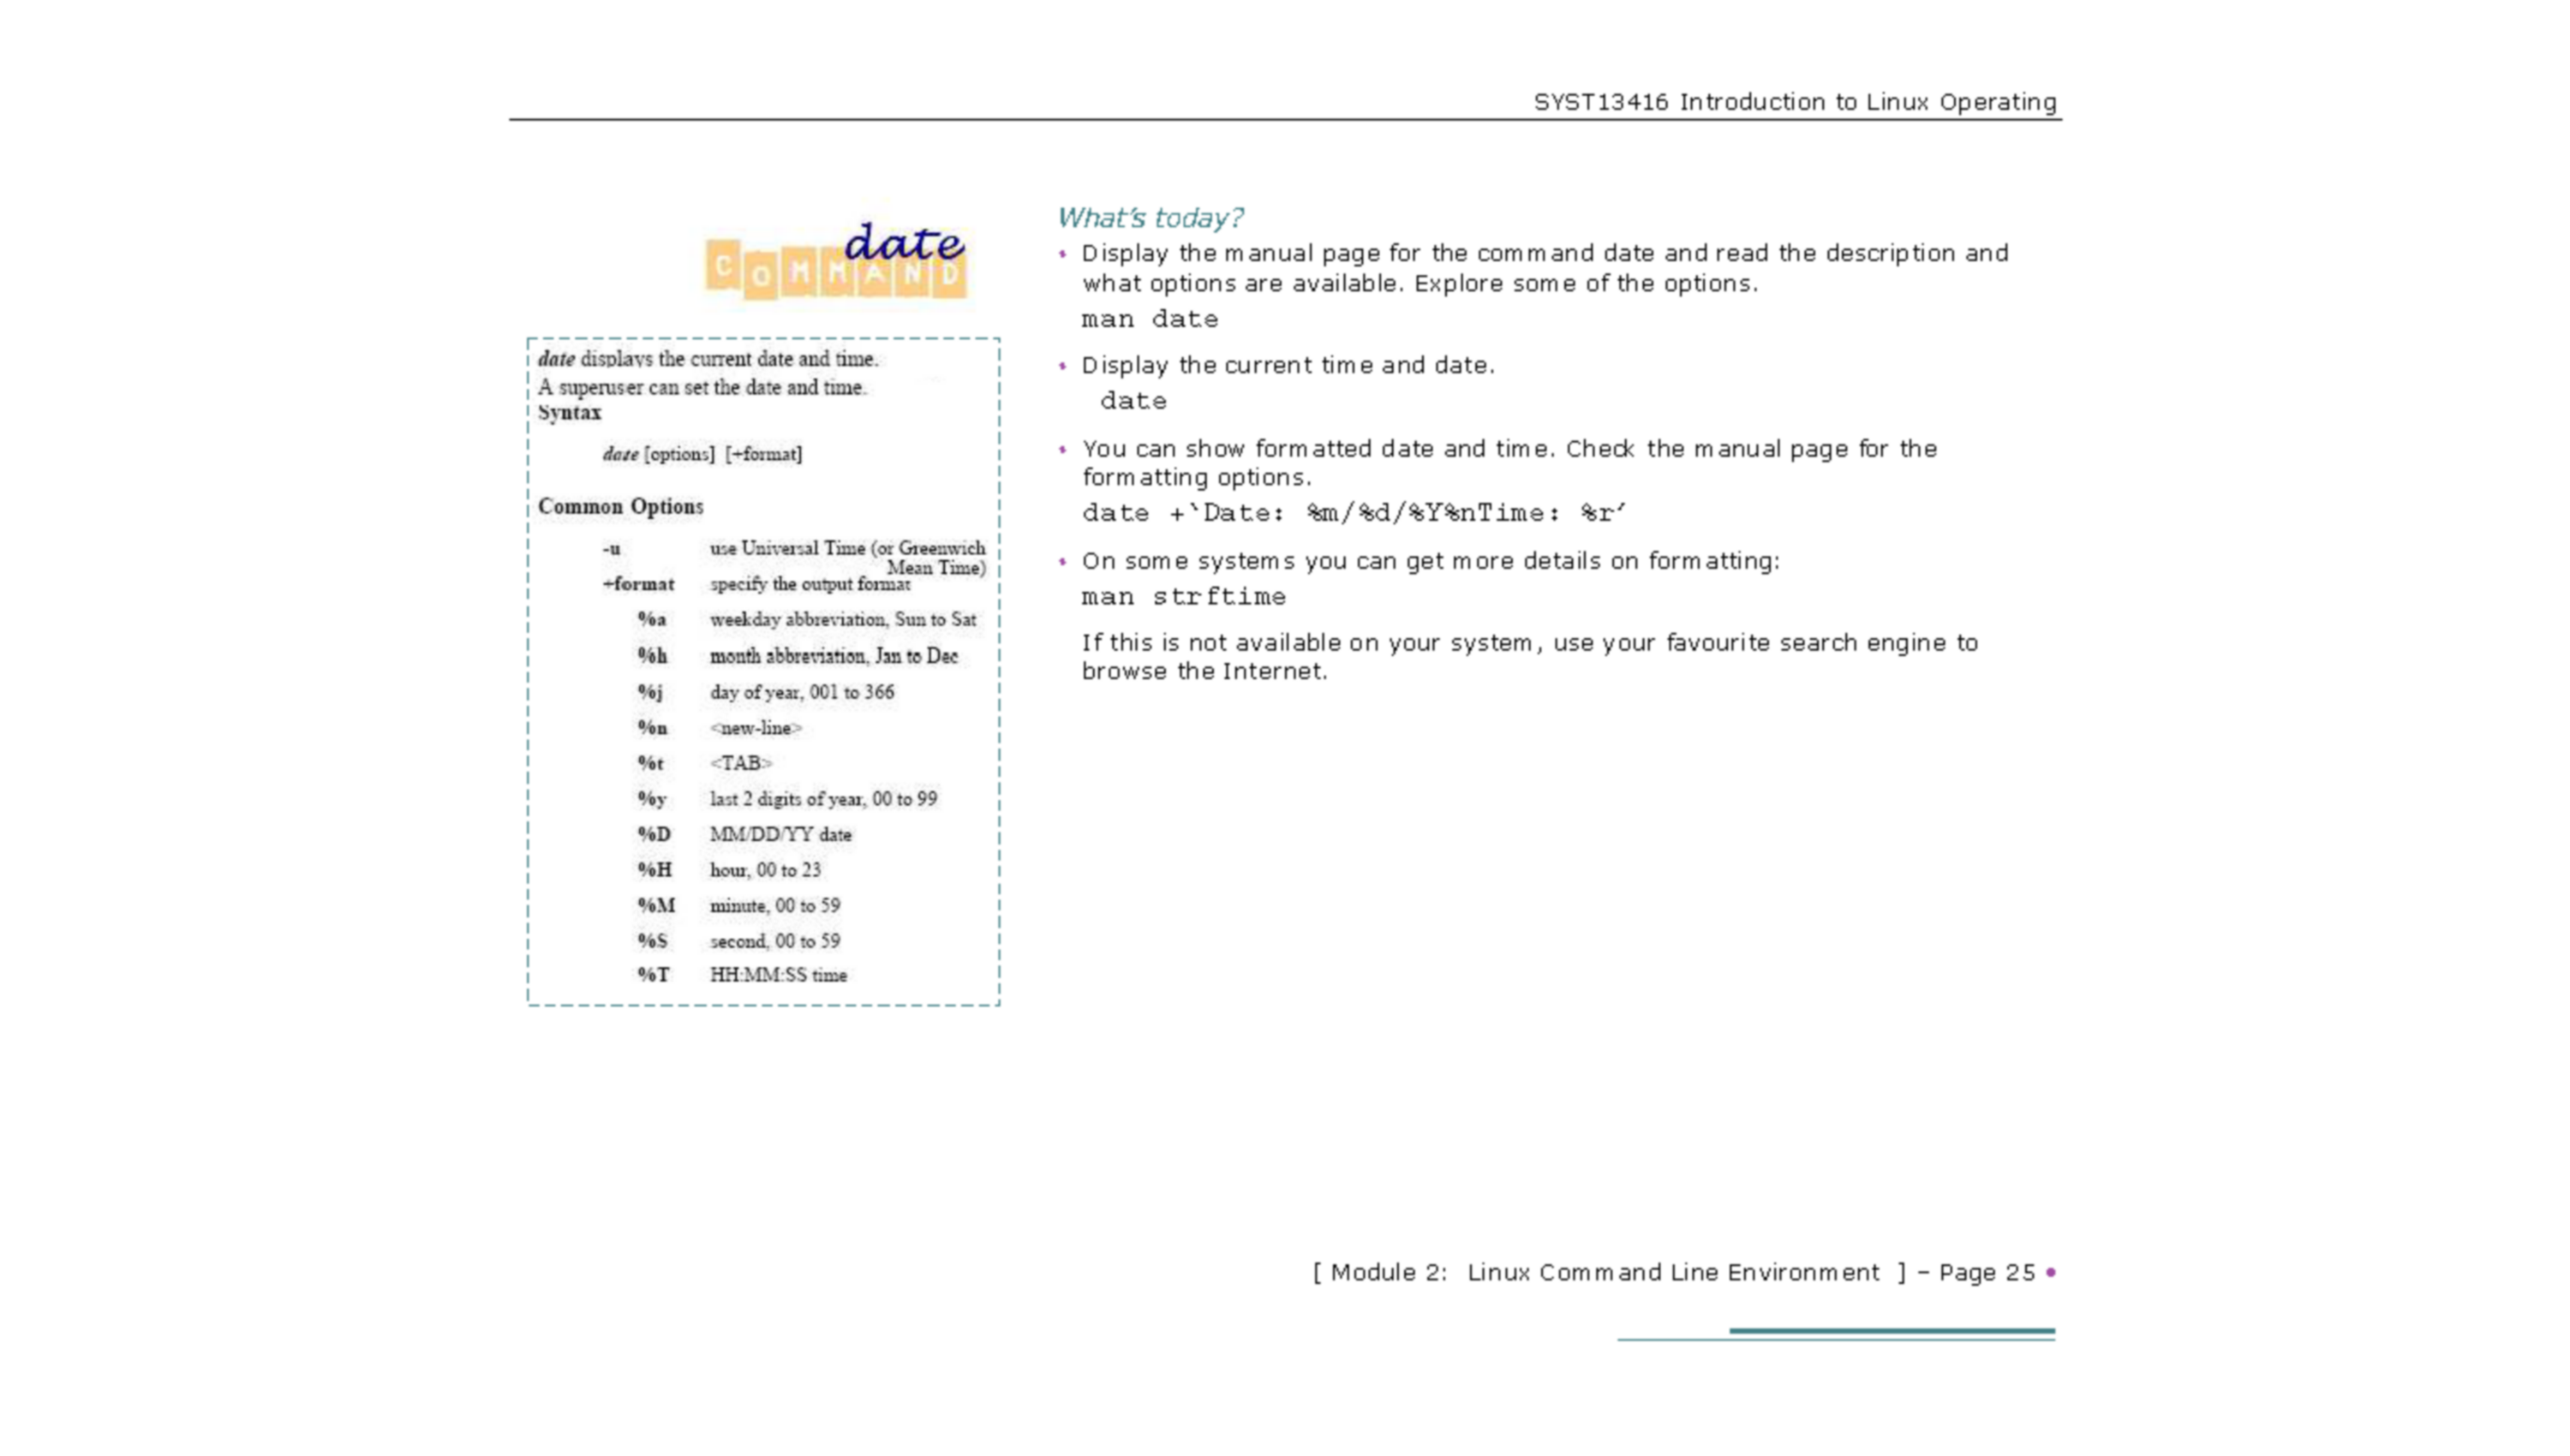 SYST13416 Introduction to Linux Operating
date
COMMAND
date displays the current date and time.
A superuser can set the date and time.
Syntax
date [options] [+format]
Common Options
-u use Universal Time (or Greenwich
Mean Time)
+format specify the output format
%a weekday abbreviation, Sun to Sat
%h month abbreviation, Jan to Dec
%j day of year, 001 to 366
%n <new-line>
%t <TAB>
%y last 2 digits of year, 00 to 99
%D MM/DD/YY date
%H hour, 00 to 23
%M minute, 00 to 59
%S second, 00 to 59
%T HH:MM:SS time
What's today?
• Display the manual page for the command date and read the description and
what options are available. Explore some of the options.
man date
• Display the current time and date.
date
• You can show formatted date and time. Check the manual page for the
formatting options.
date +‘Date: %m/%d/%Y%nTime: %r’
• On some systems you can get more details on formatting:
man strftime
If this is not available on your system, use your favourite search engine to
browse the Internet.
[ Module 2: Linux Command Line Environment ] – Page 25 •